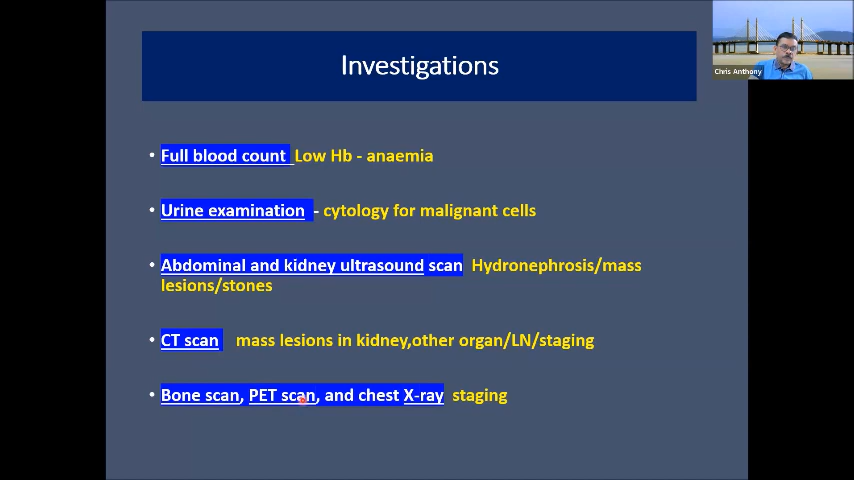 Investigations
Chris Anthony
• Full blood count Low Hb - anaemia
• Urine examination - cytology for malignant cells
• Abdominal and kidney ultrasound scan Hydronephrosis/mass
lesions/stones
• CT scan mass lesions in kidney,other organ/LN/staging
• Bone scan, PET scan, and chest X-ray staging